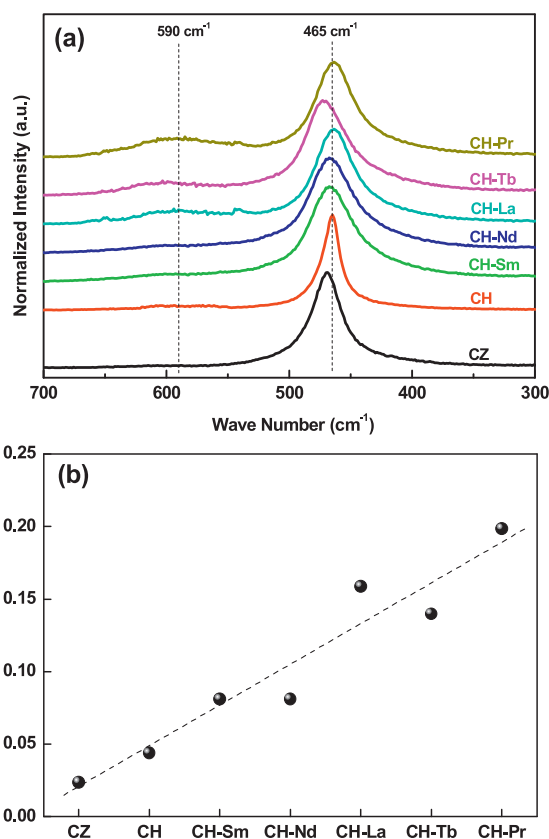 (a)
590 cm⁻¹
465 cm⁻¹
Normalized Intensity (a.u.)
CH-Pr
CH-Tb
CH-La
CH-Nd
CH-Sm
CH
CZ
700
600
500
400
300
Wave Number (cm⁻¹)
(b)
0.25
0.20
0.15
0.10
0.05
0.00
CZ
CH
CH-Sm
CH-Nd
CH-La
CH-Tb
CH-Pr